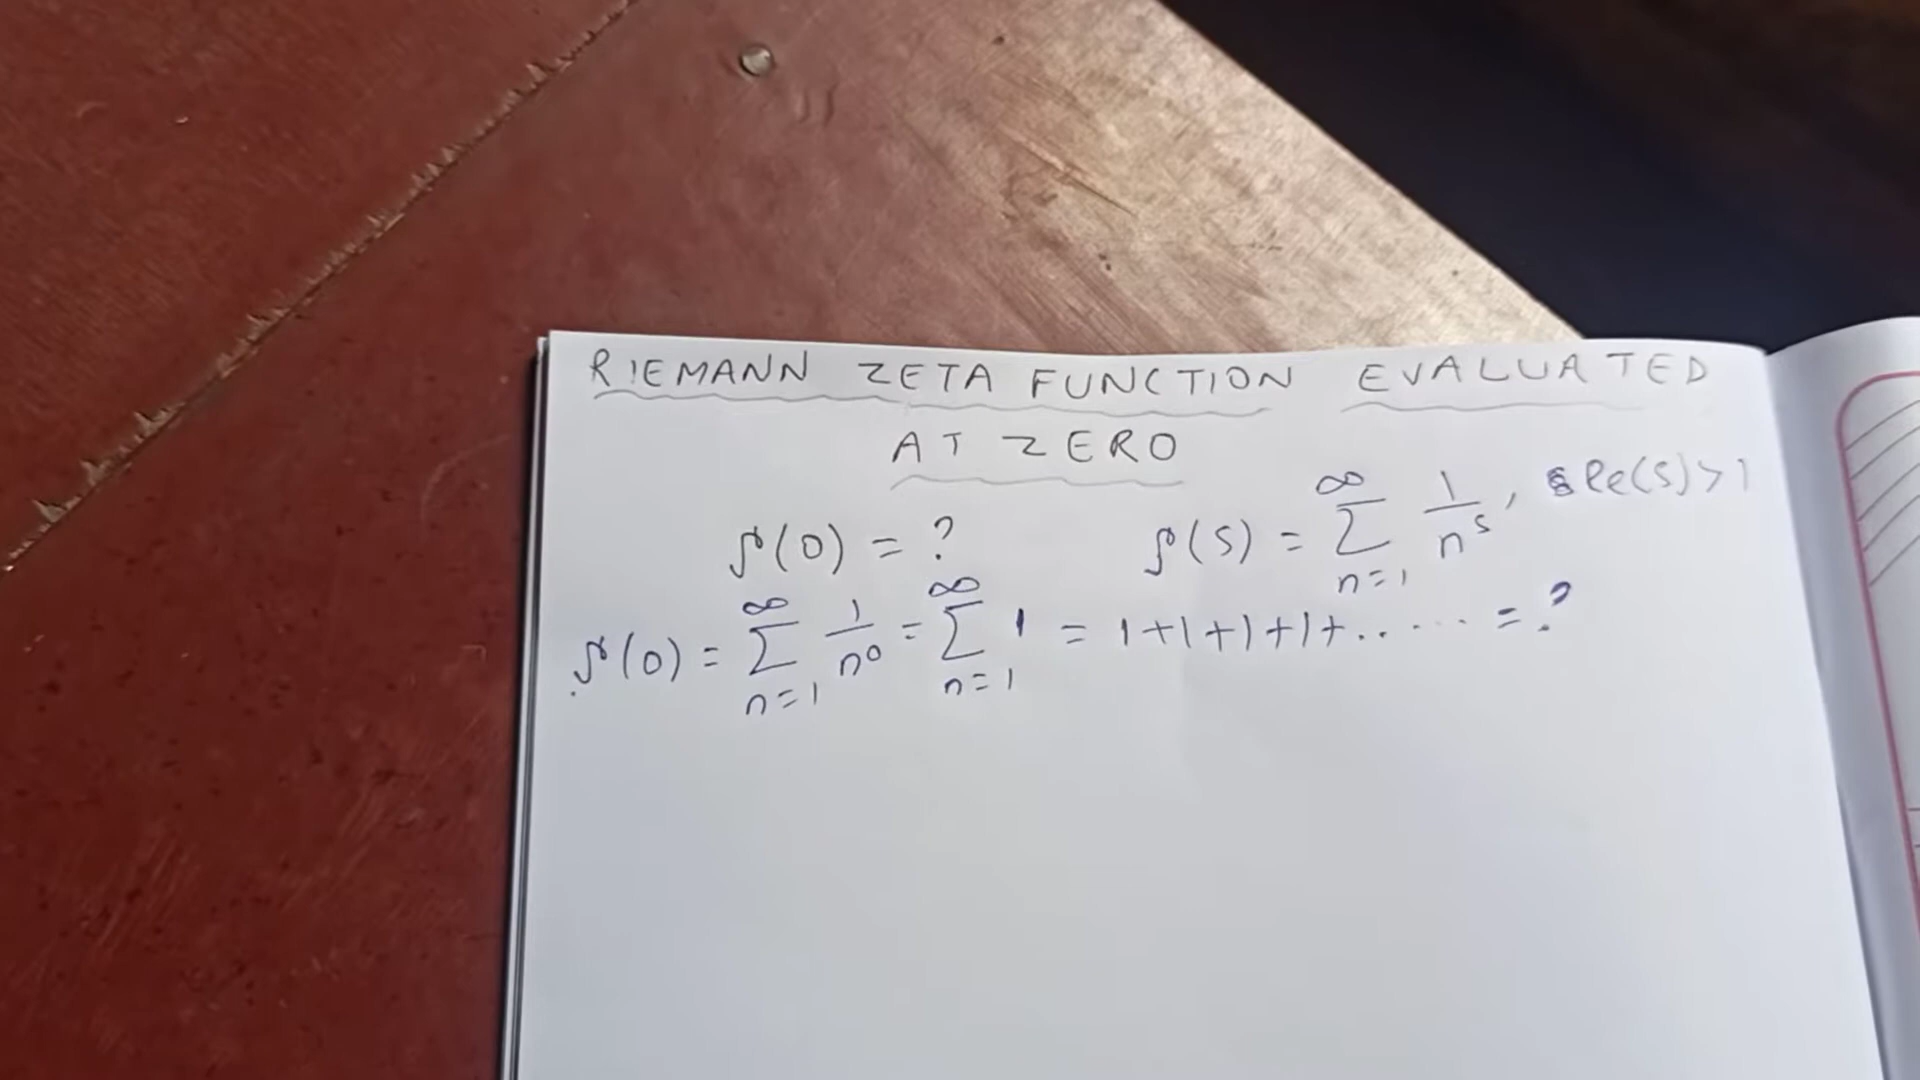 RIEMANN ZETA FUNCTION EVALUATED
AT ZERO
ζ(0) = ? ζ(s) = ∑_{n=1}^{∞} 1/n^s, Re(s)>1
ζ(0) = ∑_{n=1}^{∞} 1/n^0 = ∑_{n=1}^{∞} 1 = 1+1+1+1+....... = ?